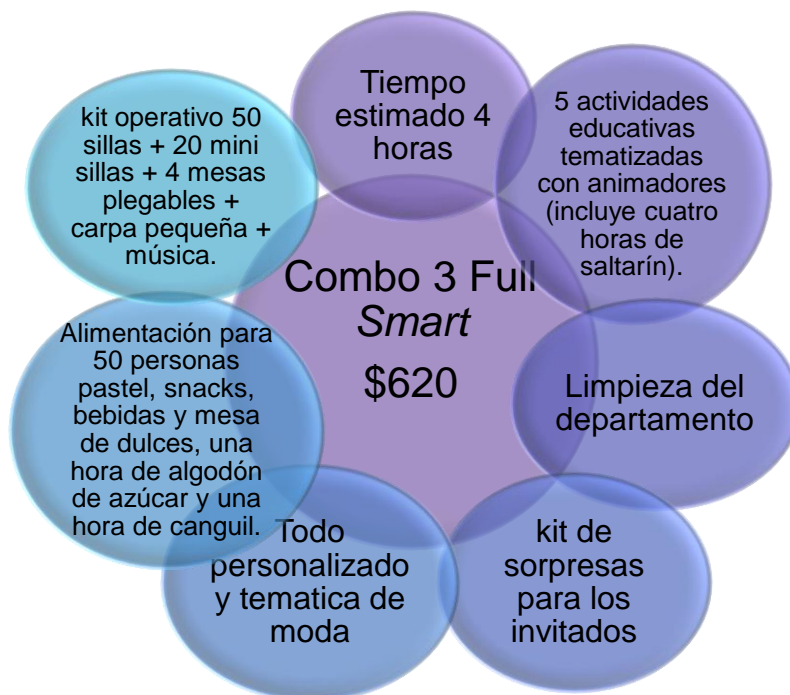 Combo 3 Full
Smart
$620
Tiempo
estimado 4
horas
5 actividades
educativas
tematizadas
con animadores
(incluye cuatro
horas de
saltarín).
Limpieza del
departamento
kit de
sorpresas
para los
invitados
Todo
personalizado
y tematica de
moda
Alimentación para
50 personas
pastel, snacks,
bebidas y mesa
de dulces, una
hora de algodón
de azúcar y una
hora de canguil.
kit operativo 50
sillas + 20 mini
sillas + 4 mesas
plegables +
carpa pequeña +
música.